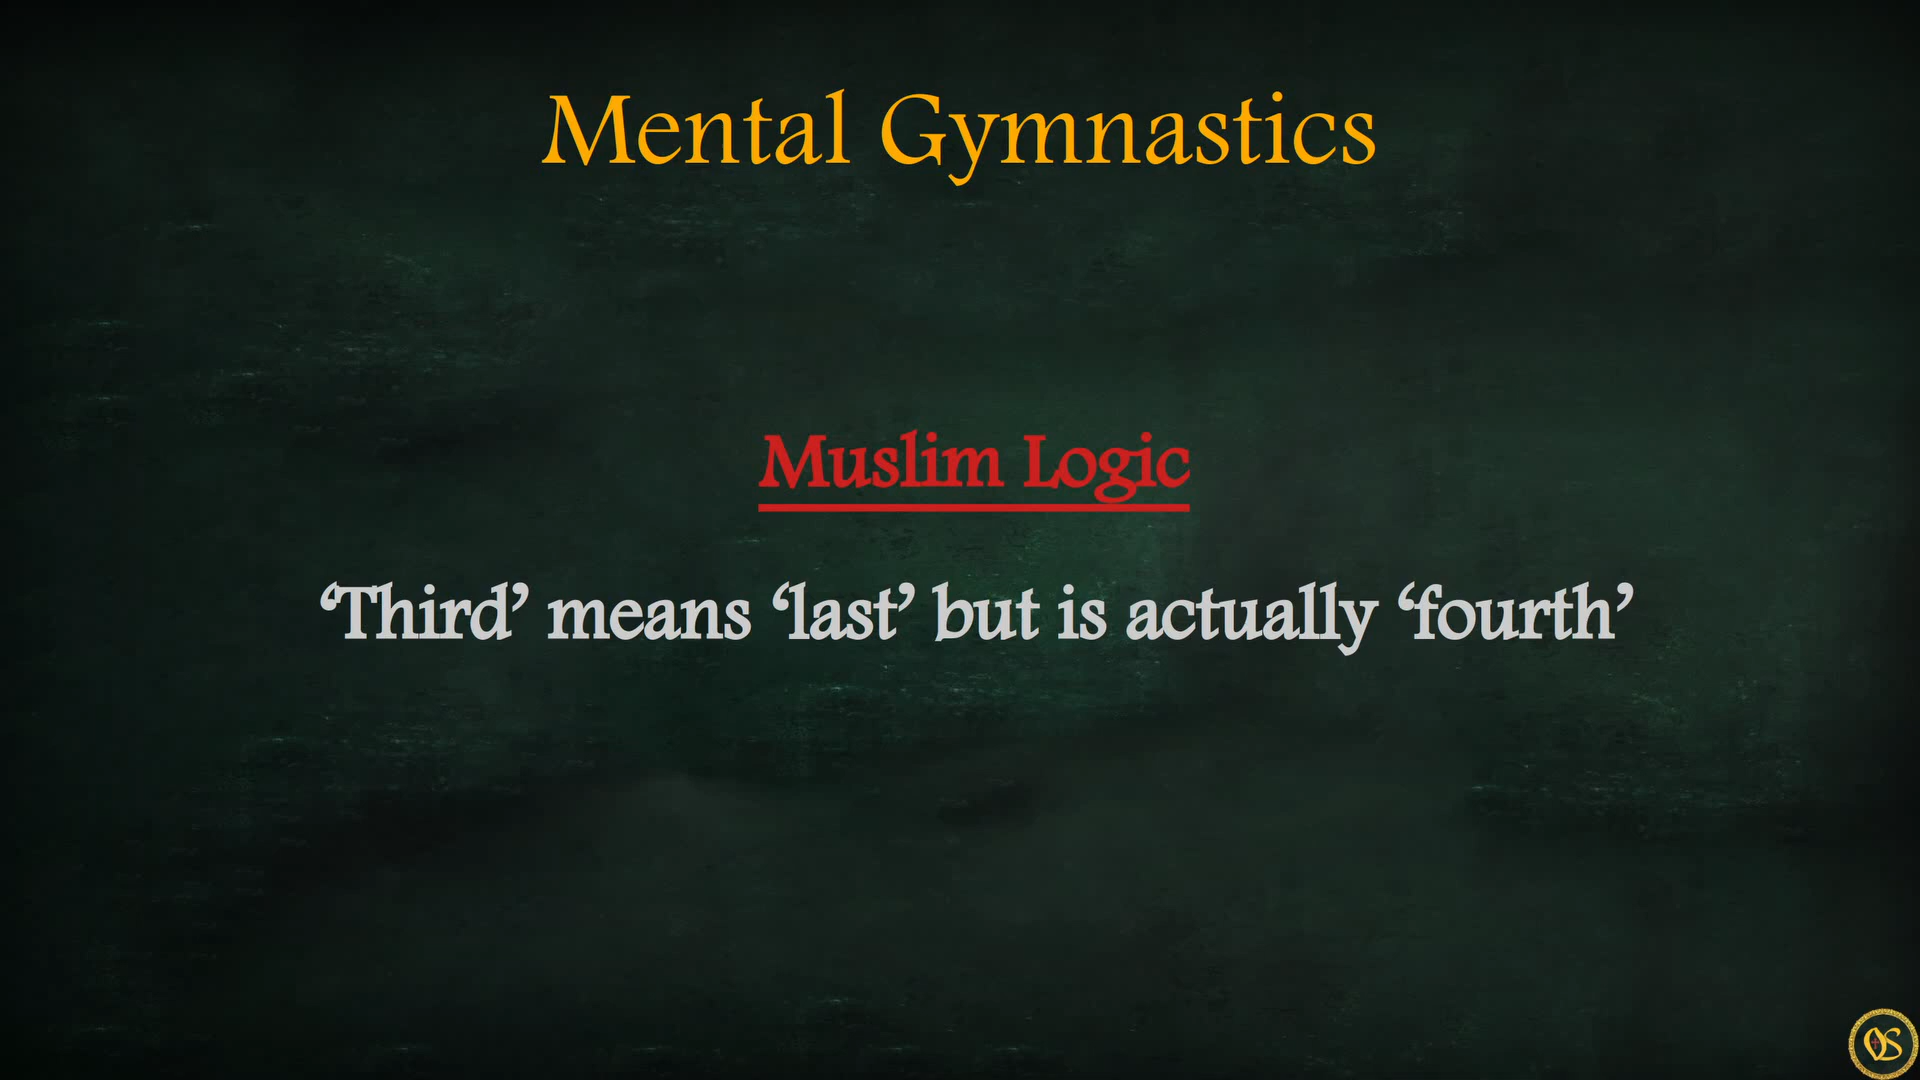 Mental Gymnastics
Muslim Logic
‘Third’ means ‘last’ but is actually ‘fourth’